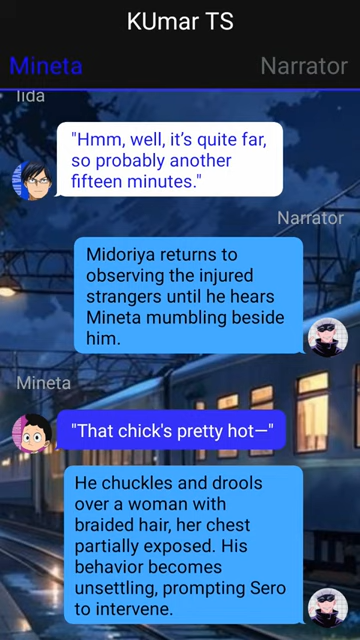 KUmar TS
Mineta
Narrator
Iida
"Hmm, well, it’s quite far,
so probably another
fifteen minutes."
Narrator
Midoriya returns to
observing the injured
strangers until he hears
Mineta mumbling beside
him.
Mineta
"That chick's pretty hot—"
He chuckles and drools
over a woman with
braided hair, her chest
partially exposed. His
behavior becomes
unsettling, prompting Sero
to intervene.